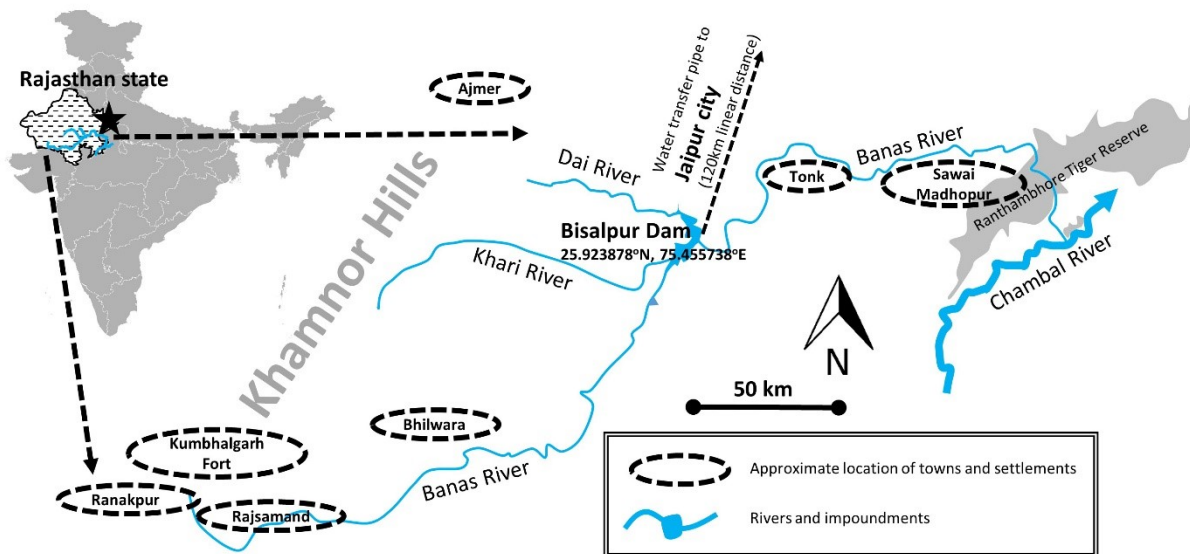 Rajasthan state
Ajmer
Water transfer pipe to
Jaipur city
(120km linear distance)
Dai River
Banas River
Tonk
Sawai
Madhopur
Ranthambhore Tiger Reserve
Bisalpur Dam
25.923878ºN, 75.455738ºE
Khari River
Khamnor Hills
Chambal River
N
50 km
Bhilwara
Kumbhalgarh
Fort
Banas River
Ranakpur
Rajsamand
Approximate location of towns and settlements
Rivers and impoundments